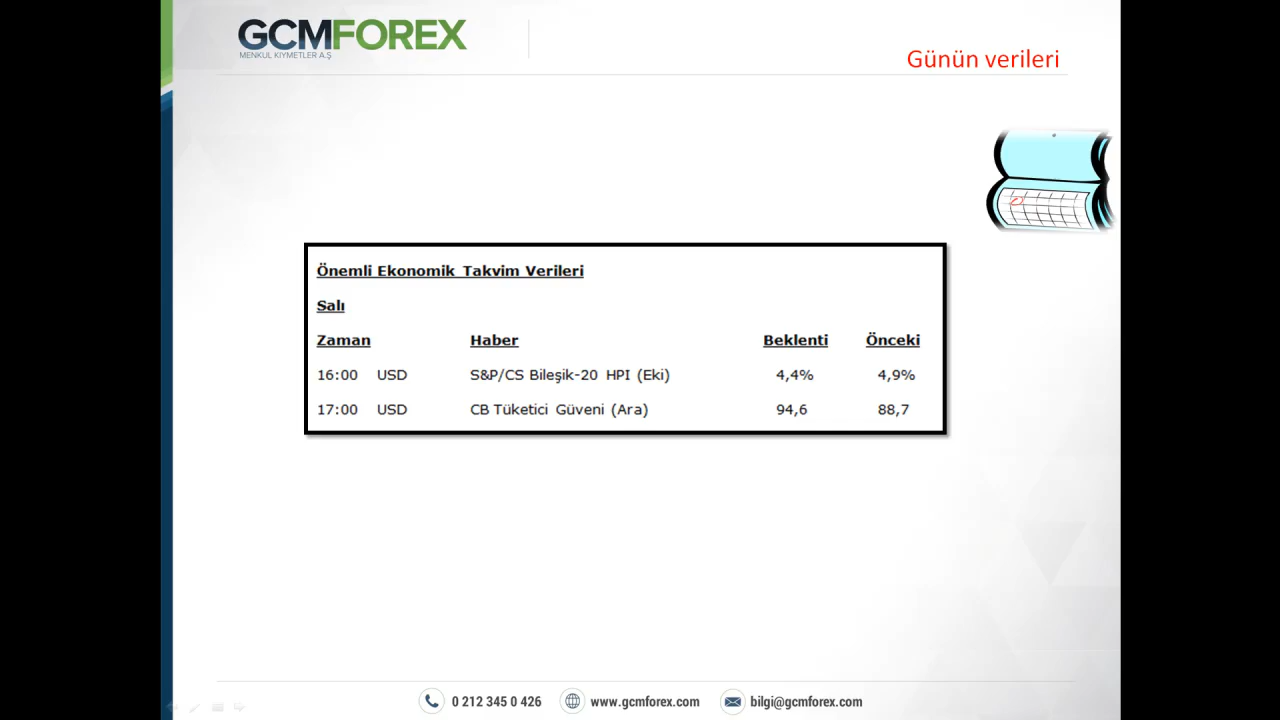 GCMFOREX
MENKUL KIYMETLER A.Ş
Günün verileri
Önemli Ekonomik Takvim Verileri
Salı
Zaman Haber Beklenti Önceki
16:00 USD S&P/CS Bileşik-20 HPI (Eki) 4,4% 4,9%
17:00 USD CB Tüketici Güveni (Ara) 94,6 88,7
0 212 345 0 426 www.gcmforex.com bilgi@gcmforex.com